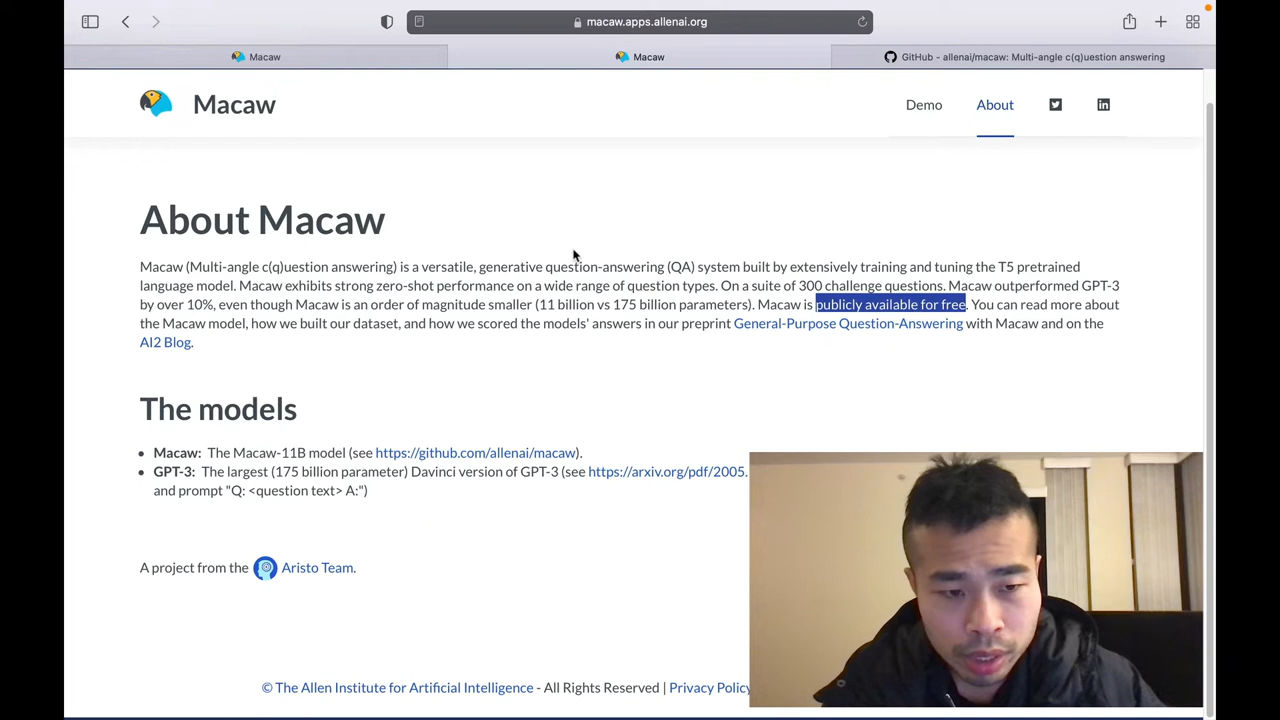 macaw.apps.allenai.org
Macaw
Macaw
GitHub - allenai/macaw: Multi-angle c(q)uestion answering
Macaw
Demo
About
About Macaw
Macaw (Multi-angle c(q)uestion answering) is a versatile, generative question-answering (QA) system built by extensively training and tuning the T5 pretrained
language model. Macaw exhibits strong zero-shot performance on a wide range of question types. On a suite of 300 challenge questions. Macaw outperformed GPT-3
by over 10%, even though Macaw is an order of magnitude smaller (11 billion vs 175 billion parameters). Macaw is publicly available for free. You can read more about
the Macaw model, how we built our dataset, and how we scored the models' answers in our preprint General-Purpose Question-Answering with Macaw and on the
AI2 Blog.
The models
• Macaw: The Macaw-11B model (see https://github.com/allenai/macaw).
• GPT-3: The largest (175 billion parameter) Davinci version of GPT-3 (see https://arxiv.org/pdf/2005.
and prompt "Q: <question text> A:")
A project from the Aristo Team.
© The Allen Institute for Artificial Intelligence - All Rights Reserved | Privacy Policy